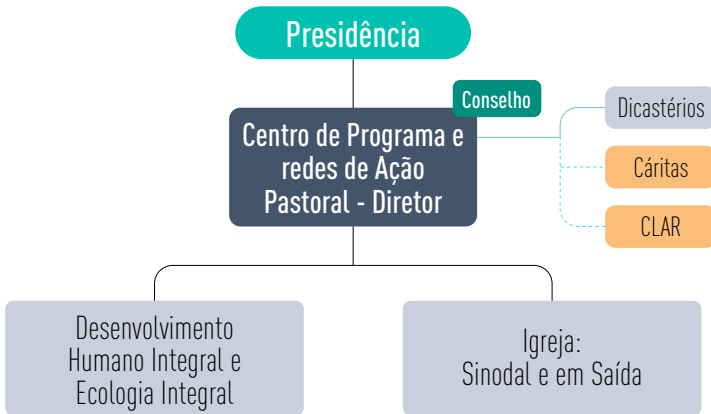 Presidência
Conselho
Centro de Programa e
redes de Ação
Pastoral - Diretor
Dicastérios
Cáritas
CLAR
Desenvolvimento
Humano Integral e
Ecologia Integral
Igreja:
Sinodal e em Saída